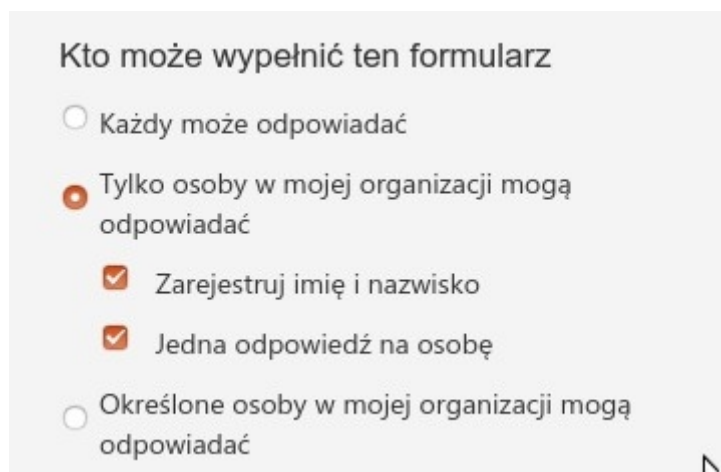 Kto może wypełnić ten formularz
Każdy może odpowiadać
Tylko osoby w mojej organizacji mogą
odpowiadać
Zarejestruj imię i nazwisko
Jedna odpowiedź na osobę
Określone osoby w mojej organizacji mogą
odpowiadać